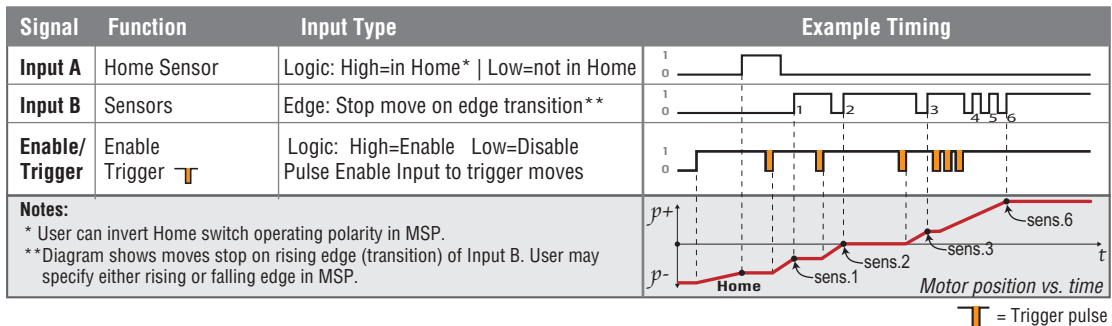 Signal Function Input Type Example Timing
Input A Home Sensor Logic: High=in Home* | Low=not in Home 1
0
Input B Sensors Edge: Stop move on edge transition** 1
0 1 2 3 4 5 6
Enable/ Enable Logic: High=Enable Low=Disable 1
Trigger Trigger Pulse Enable Input to trigger moves 0
Notes:
* User can invert Home switch operating polarity in MSP.
**Diagram shows moves stop on rising edge (transition) of Input B. User may
specify either rising or falling edge in MSP.
p+
sens.6
sens.3
t
sens.2
p-
sens.1
Home
Motor position vs. time
= Trigger pulse